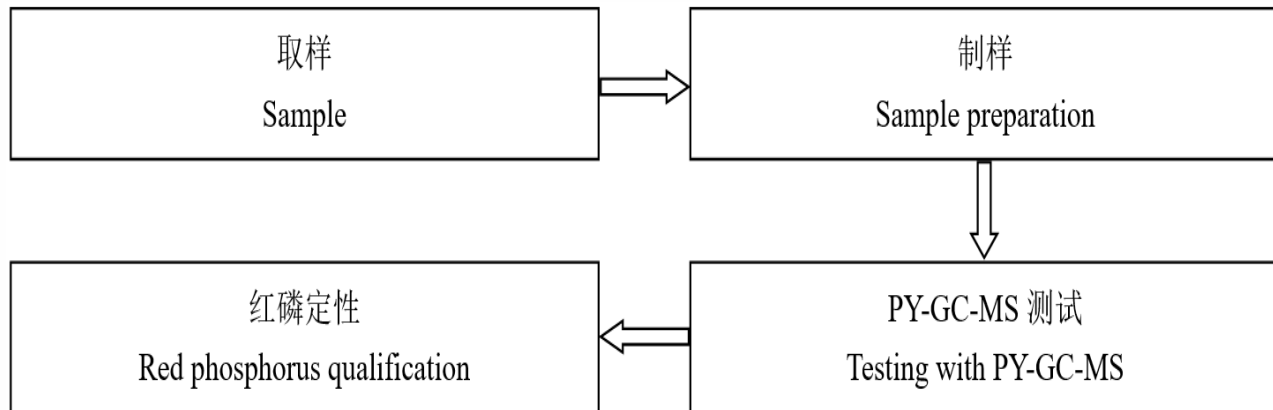 取样
Sample
制样
Sample preparation
PY-GC-MS 测试
Testing with PY-GC-MS
红磷定性
Red phosphorus qualification